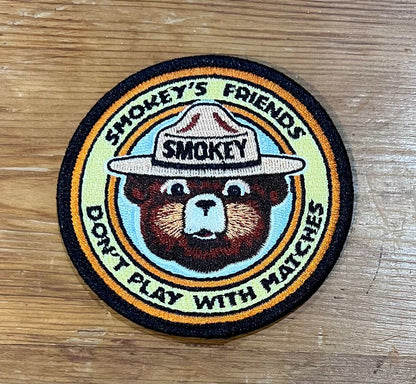 SMOKEY'S FRIENDS
SMOKEY
DON'T PLAY WITH MATCHES